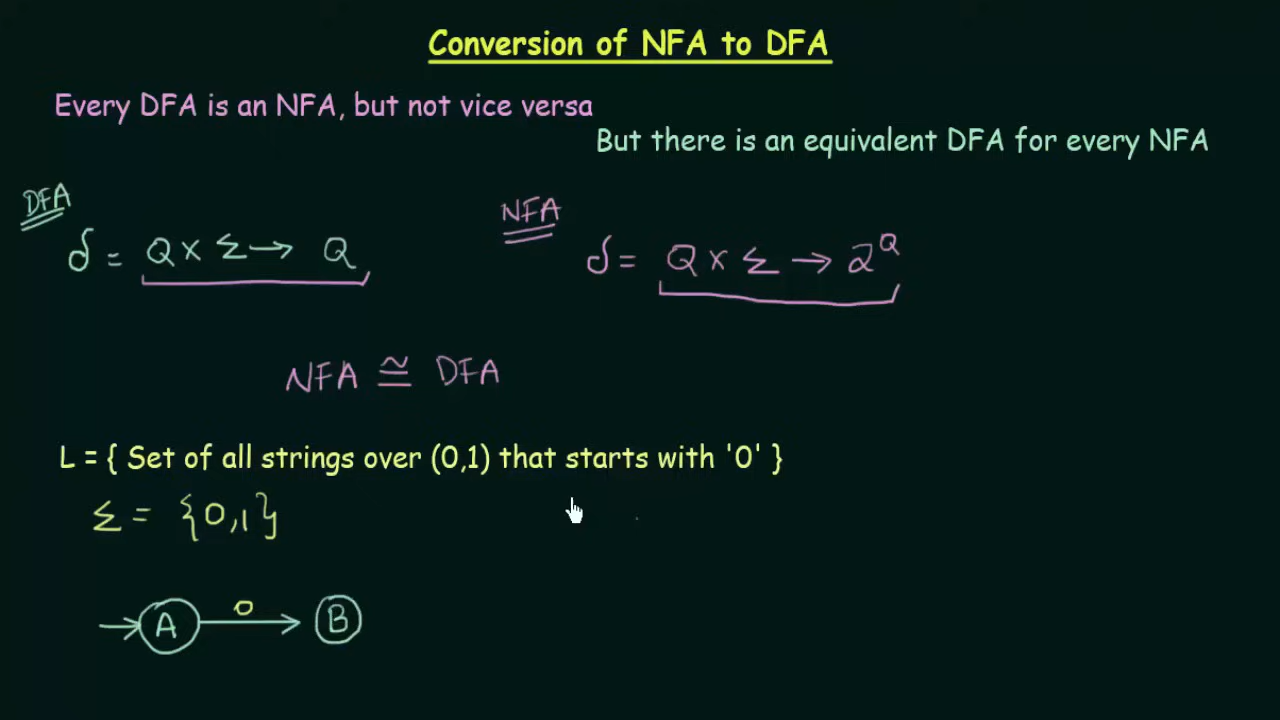 Conversion of NFA to DFA
Every DFA is an NFA, but not vice versa
But there is an equivalent DFA for every NFA
DFA
δ = Q × Σ → Q
NFA
δ = Q × Σ → 2^Q
NFA ≅ DFA
L = { Set of all strings over (0,1) that starts with '0' }
Σ = {0,1}
A 0 B